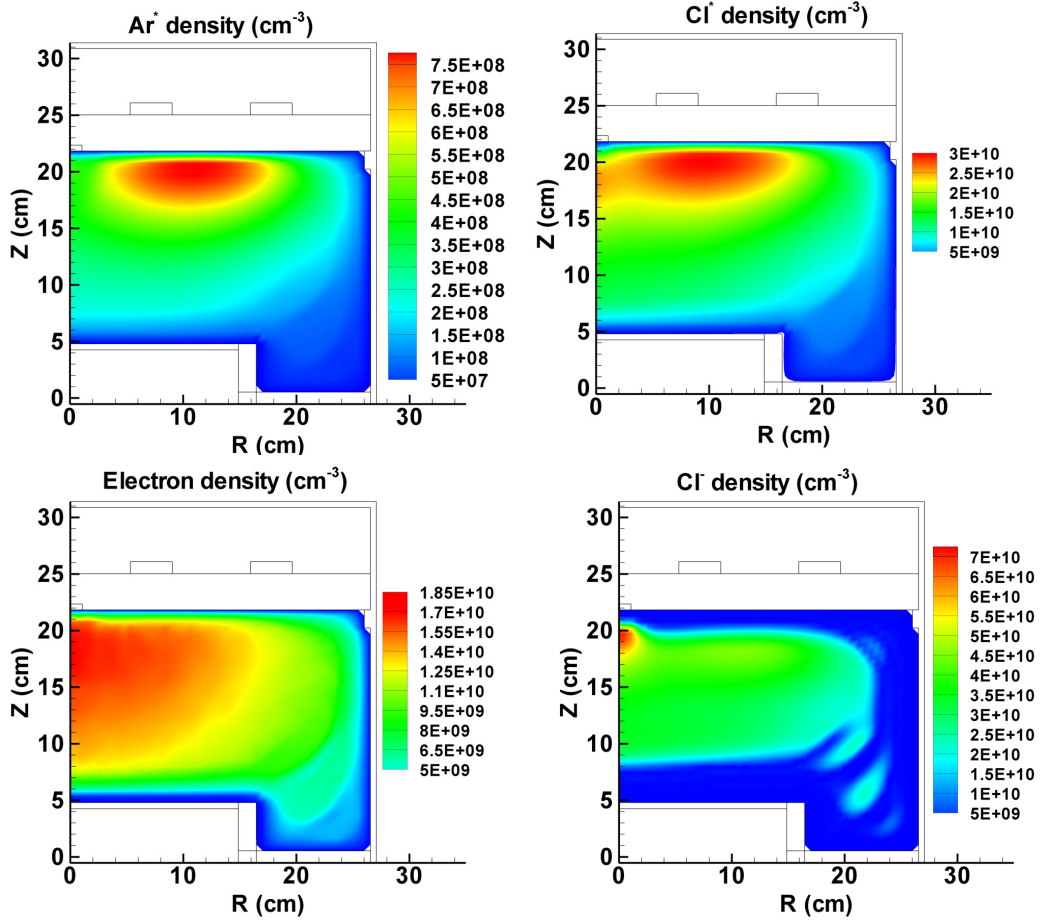 Ar* density (cm-3)
30
25
20
15
10
5
0
Z (cm)
0 10 20 30
R (cm)
7.5E+08
7E+08
6.5E+08
6E+08
5.5E+08
5E+08
4.5E+08
4E+08
3.5E+08
3E+08
2.5E+08
2E+08
1.5E+08
1E+08
5E+07
Cl* density (cm-3)
30
25
20
15
10
5
0
Z (cm)
0 10 20 30
R (cm)
3E+10
2.5E+10
2E+10
1.5E+10
1E+10
5E+09
Electron density (cm-3)
30
25
20
15
10
5
0
Z (cm)
0 10 20 30
R (cm)
1.85E+10
1.7E+10
1.55E+10
1.4E+10
1.25E+10
1.1E+10
9.5E+09
8E+09
6.5E+09
5E+09
Cl- density (cm-3)
30
25
20
15
10
5
0
Z (cm)
0 10 20 30
R (cm)
7E+10
6.5E+10
6E+10
5.5E+10
5E+10
4.5E+10
4E+10
3.5E+10
3E+10
2.5E+10
2E+10
1.5E+10
1E+10
5E+09